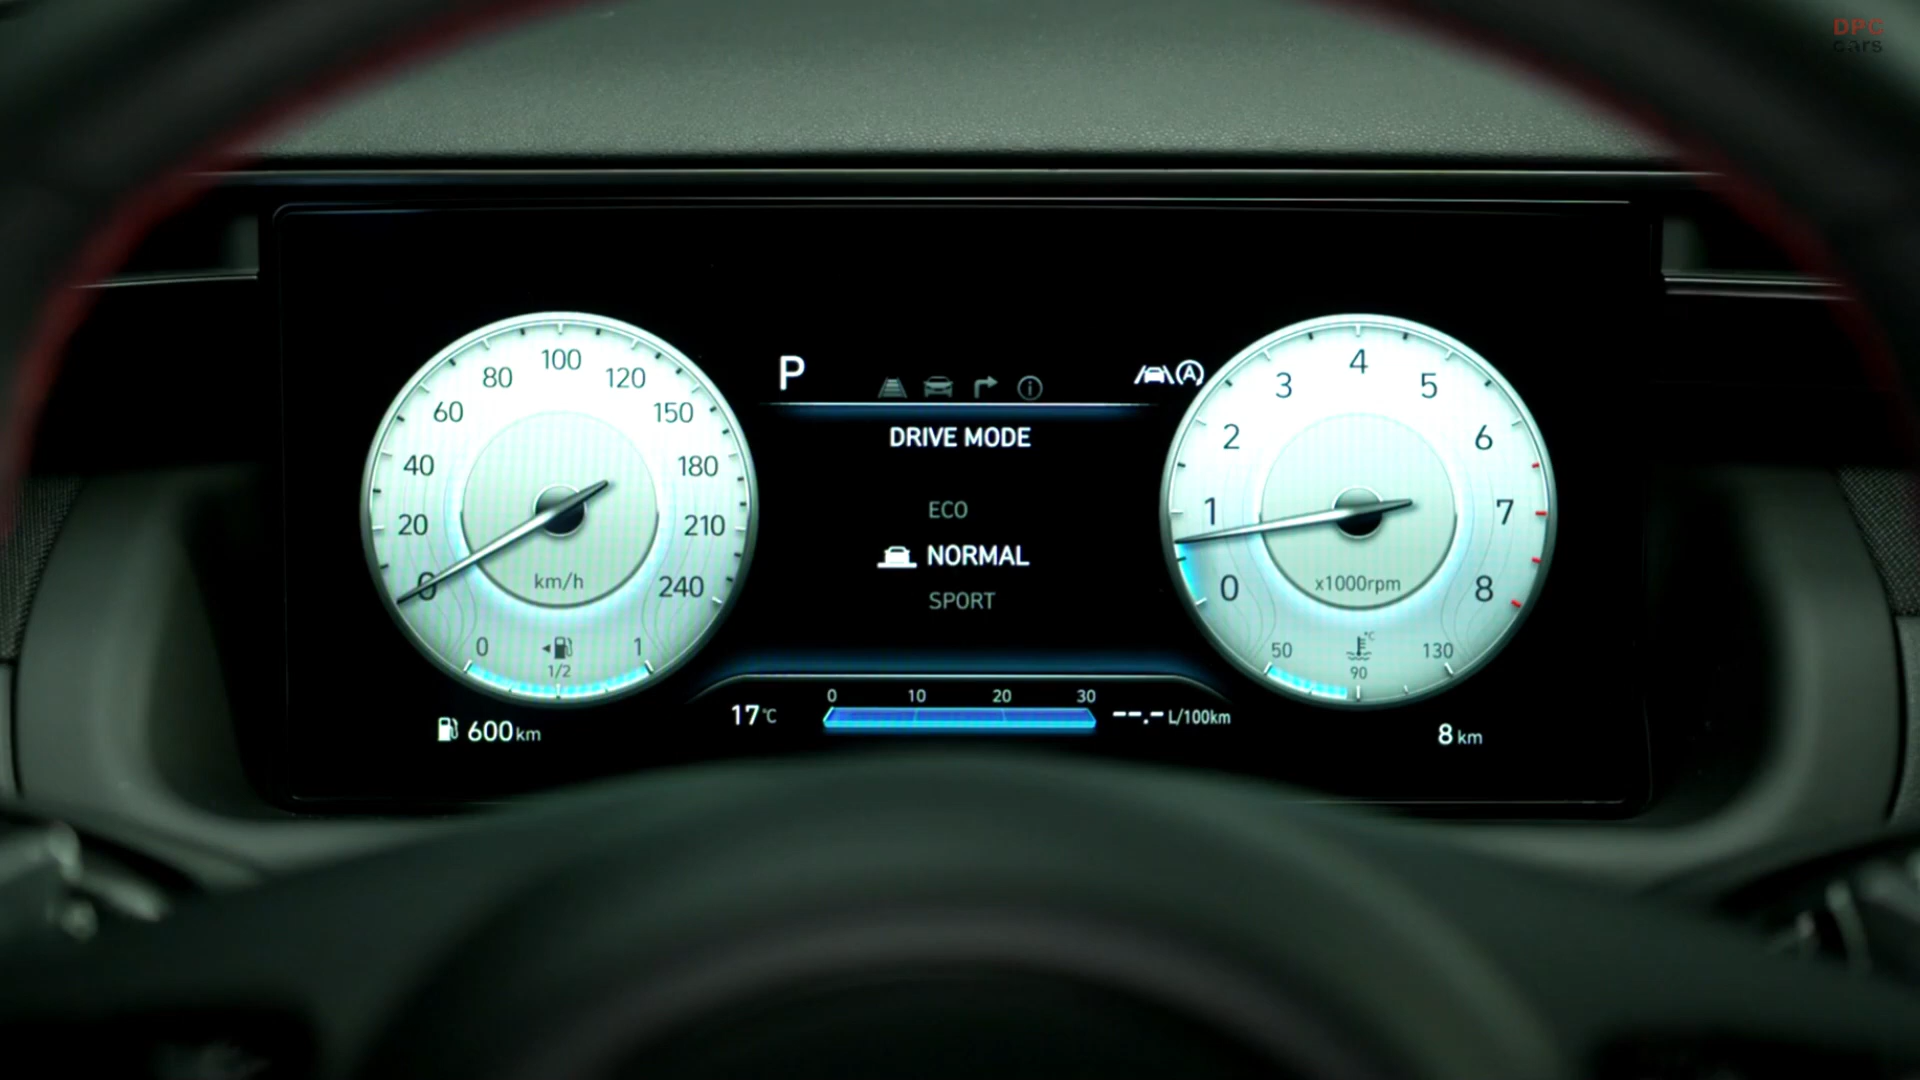 DPC
cars
100
80
120
60
150
40
180
20
210
0
240
km/h
0
1
1/2
600 km
P
A
DRIVE MODE
ECO
NORMAL
SPORT
0 10 20 30
17°C
--.- L/100km
4
3
5
2
6
1
7
0
8
x1000rpm
°C
50
130
90
8 km